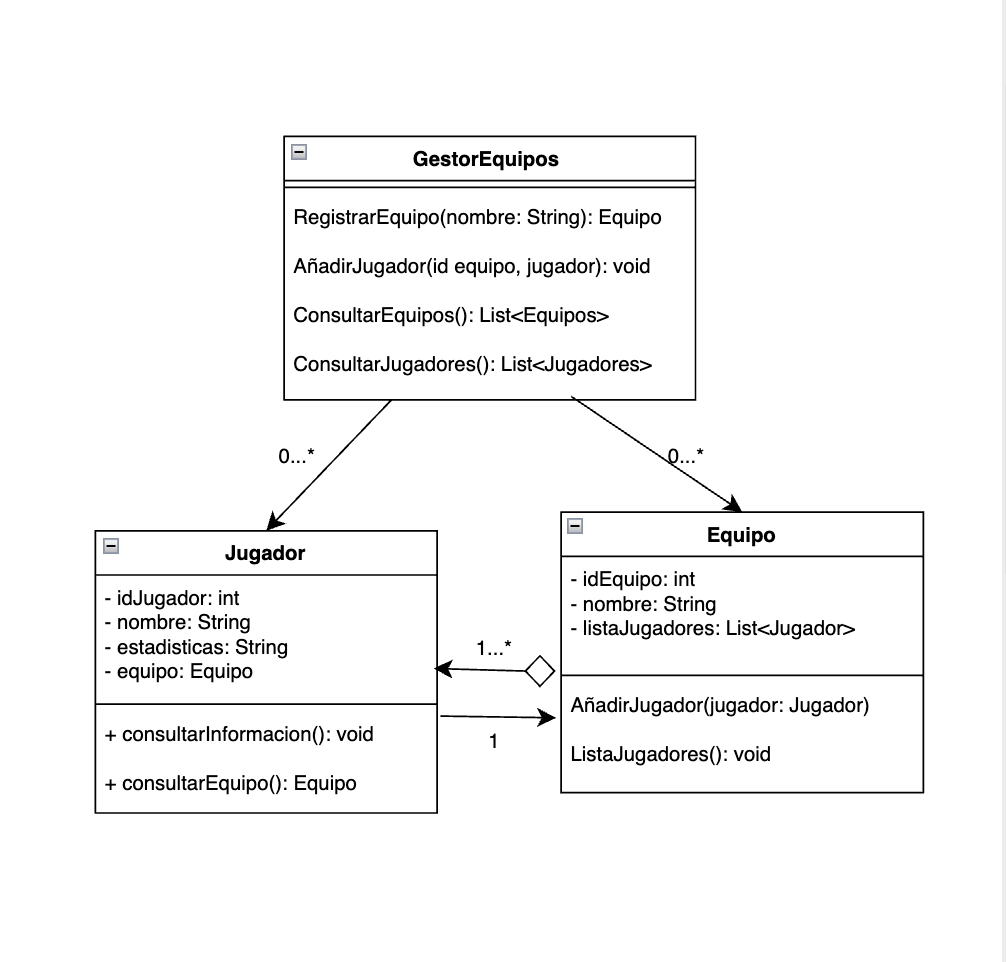 GestorEquipos
RegistrarEquipo(nombre: String): Equipo
AñadirJugador(id equipo, jugador): void
ConsultarEquipos(): List<Equipos>
ConsultarJugadores(): List<Jugadores>
0...*
0...*
Jugador
- idJugador: int
- nombre: String
- estadisticas: String
- equipo: Equipo
+ consultarInformacion(): void
+ consultarEquipo(): Equipo
1...*
1
Equipo
- idEquipo: int
- nombre: String
- listaJugadores: List<Jugador>
AñadirJugador(jugador: Jugador)
ListaJugadores(): void